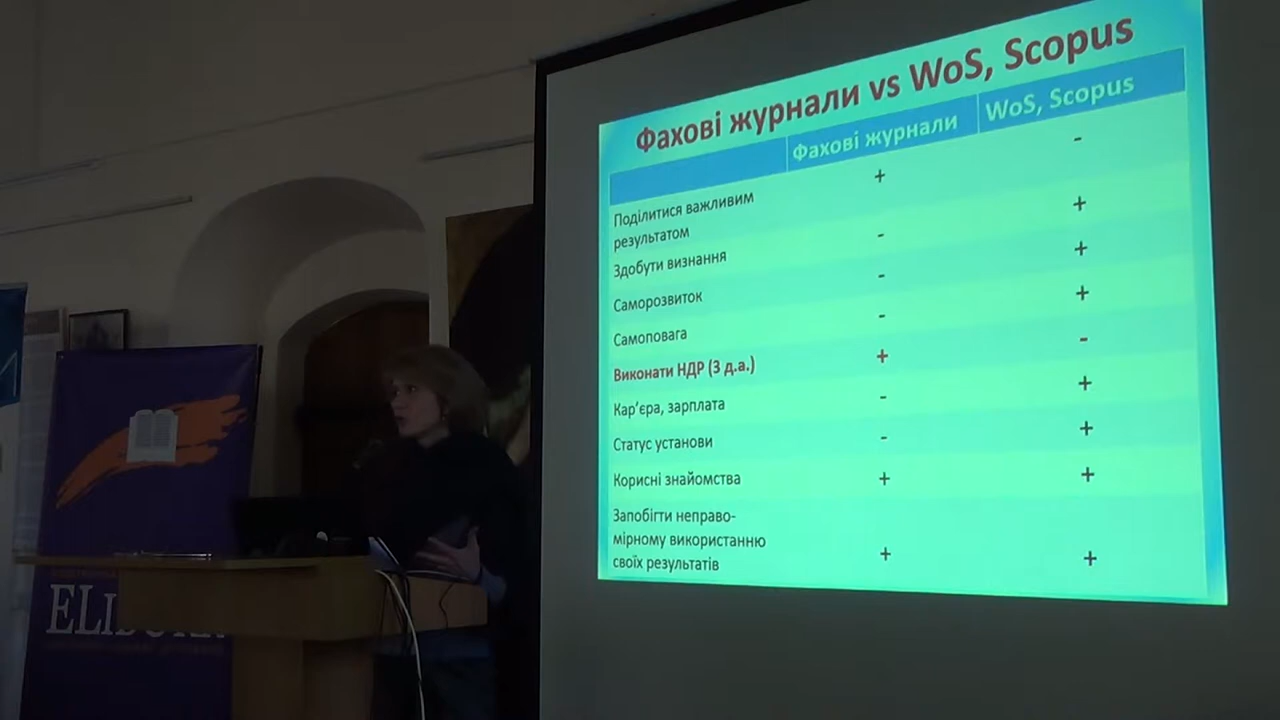 Фахові журнали vs WoS, Scopus
Фахові журнали WoS, Scopus
Поділитися важливим
результатом + -
Здобути визнання - +
Саморозвиток - +
Самоповага - +
Виконати НДР (3 д.а.) + -
Кар’єра, зарплата - +
Статус установи - +
Корисні знайомства + +
Запобігти неправо-
мірному використанню
своїх результатів + +